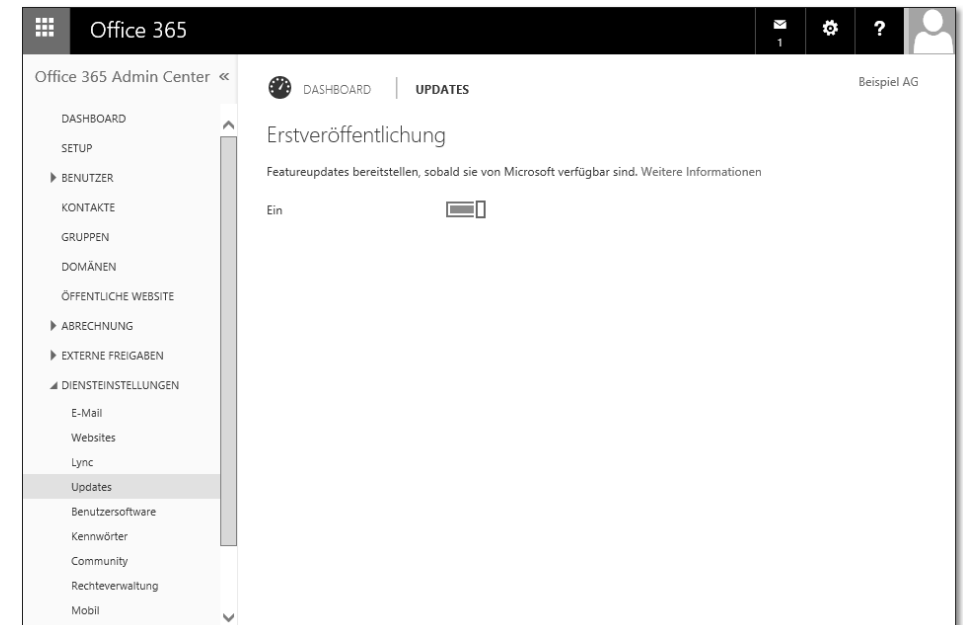 Office 365
1
?
Office 365 Admin Center «
DASHBOARD
SETUP
BENUTZER
KONTAKTE
GRUPPEN
DOMÄNEN
ÖFFENTLICHE WEBSITE
ABRECHNUNG
EXTERNE FREIGABEN
DIENSTEINSTELLUNGEN
E-Mail
Websites
Lync
Updates
Benutzersoftware
Kennwörter
Community
Rechteverwaltung
Mobil
DASHBOARD | UPDATES
Beispiel AG
Erstveröffentlichung
Featureupdates bereitstellen, sobald sie von Microsoft verfügbar sind. Weitere Informationen
Ein